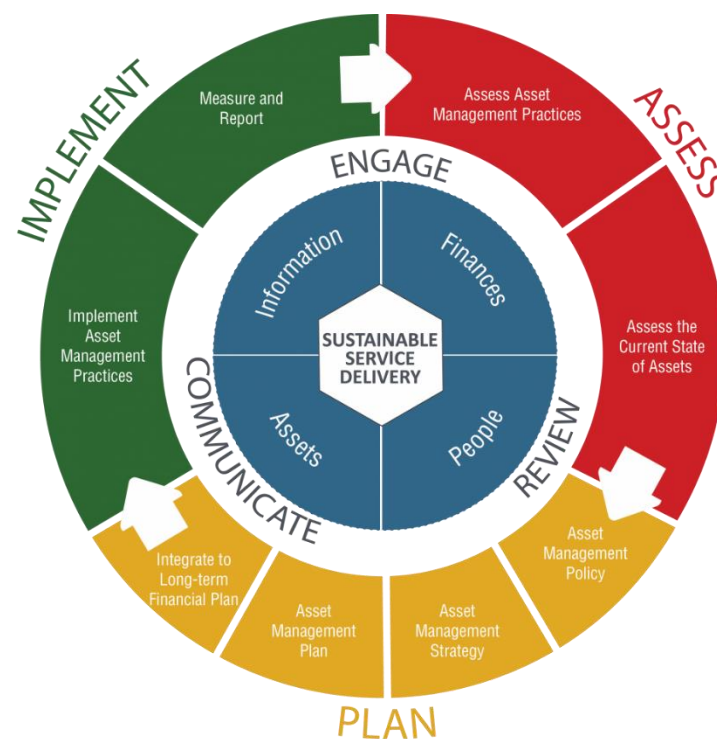 IMPLEMENT
ASSESS
PLAN
Measure and
Report
Assess Asset
Management Practices
Assess the
Current State
of Assets
Asset
Management
Policy
Asset
Management
Strategy
Asset
Management
Plan
Integrate to
Long-term
Financial Plan
Implement
Asset
Management
Practices
ENGAGE
REVIEW
COMMUNICATE
Information
Finances
People
Assets
SUSTAINABLE
SERVICE
DELIVERY